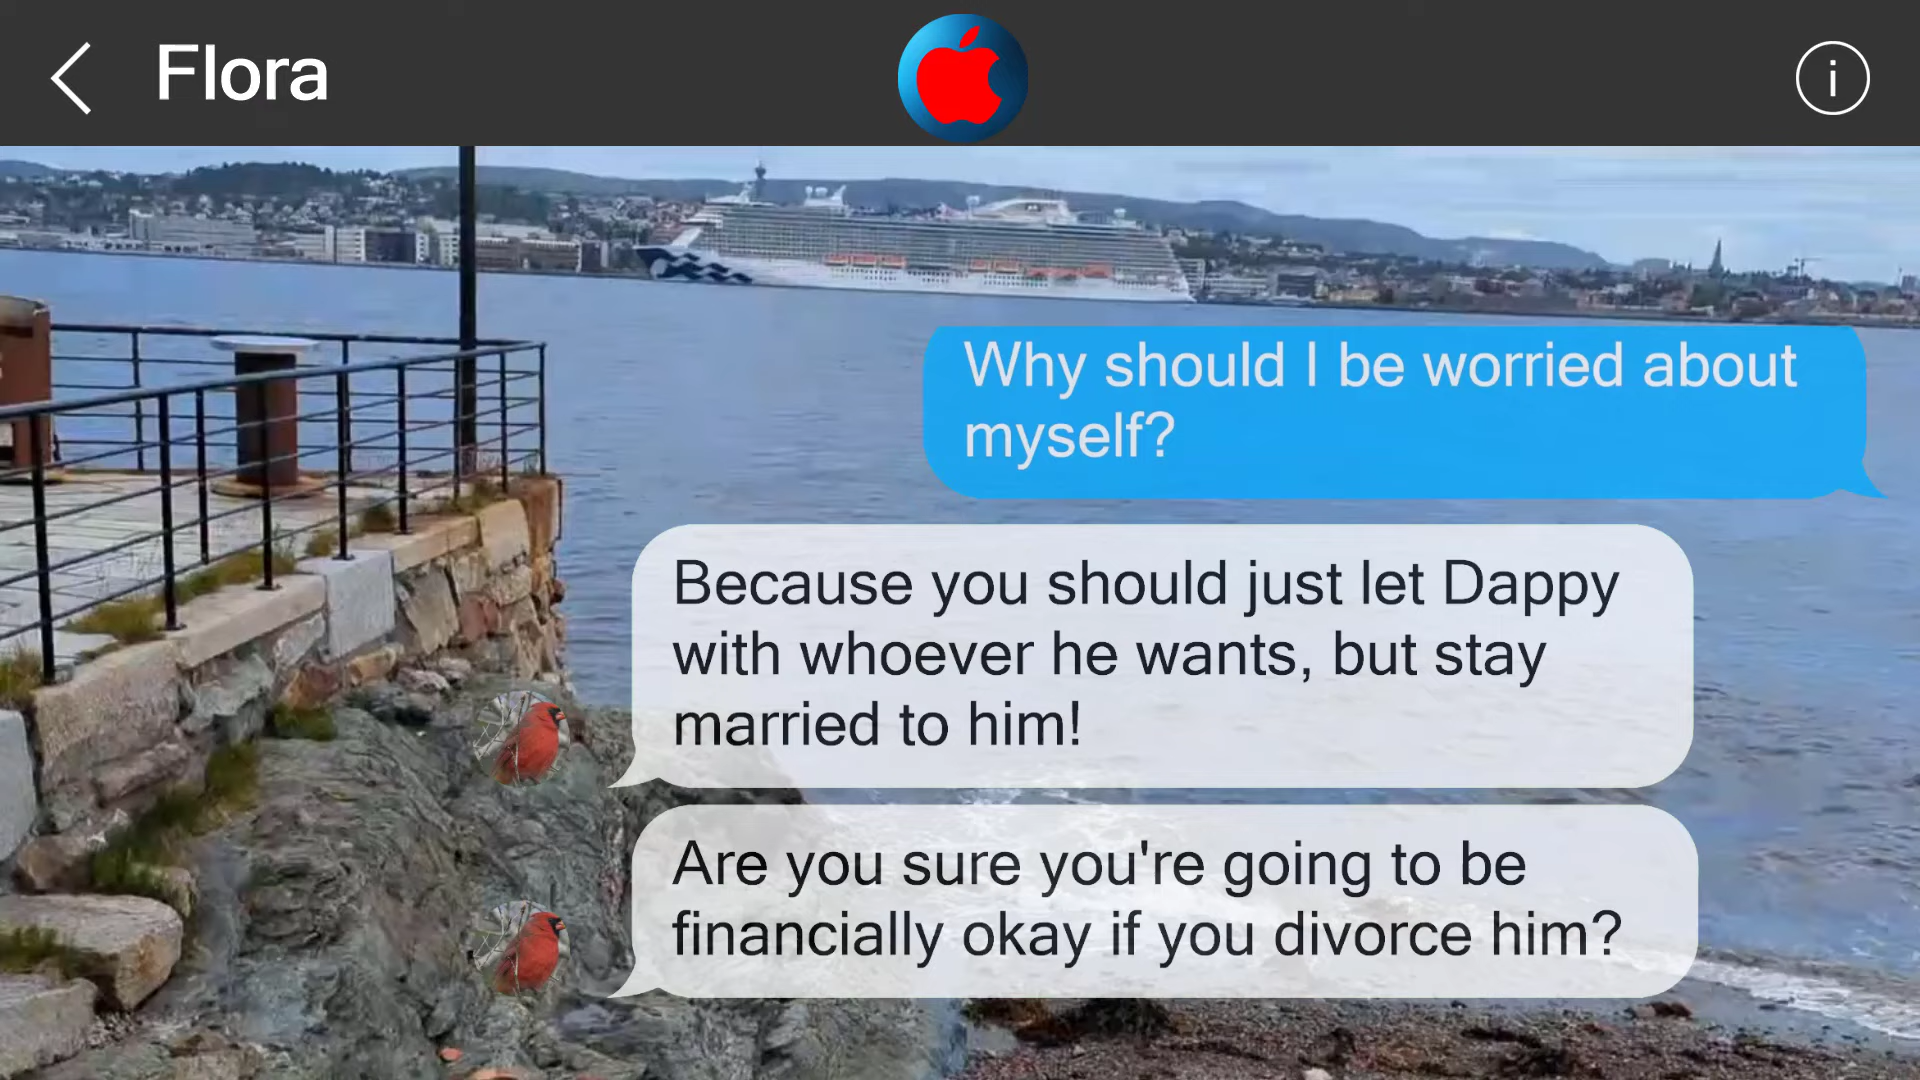 Flora
Why should I be worried about
myself?
Because you should just let Dappy
with whoever he wants, but stay
married to him!
Are you sure you're going to be
financially okay if you divorce him?